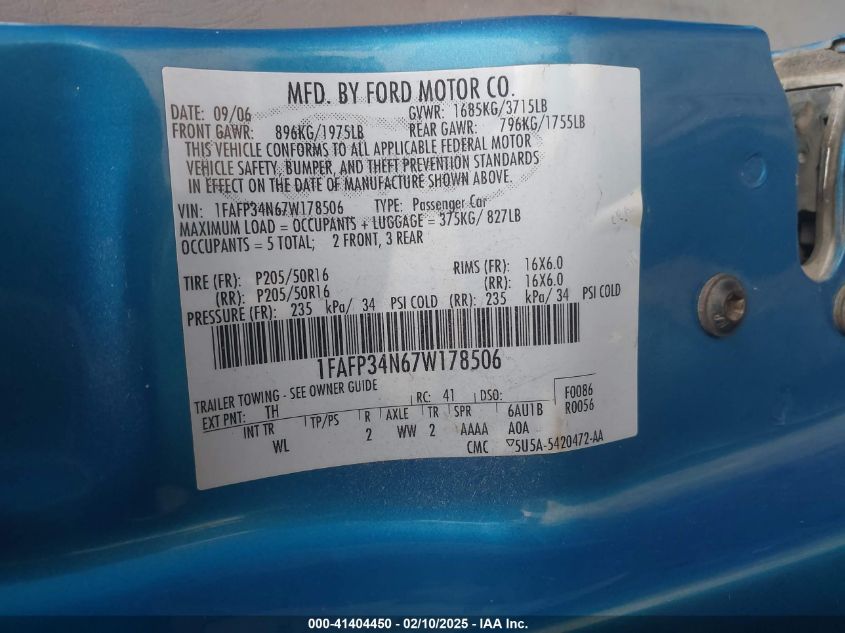 MFD. BY FORD MOTOR CO.
DATE: 09/06 GVWR: 1685KG/3715LB
FRONT GAWR: 896KG/1975LB REAR GAWR: 796KG/1755LB
THIS VEHICLE CONFORMS TO ALL APPLICABLE FEDERAL MOTOR
VEHICLE SAFETY, BUMPER, AND THEFT PREVENTION STANDARDS
IN EFFECT ON THE DATE OF MANUFACTURE SHOWN ABOVE.
VIN: 1FAFP34N67W178506 TYPE: Passenger Car
MAXIMUM LOAD = OCCUPANTS + LUGGAGE = 375KG/ 827LB
OCCUPANTS = 5 TOTAL; 2 FRONT, 3 REAR
TIRE (FR): P205/50R16 RIMS (FR): 16X6.0
(RR): P205/50R16 (RR): 16X6.0
PRESSURE (FR): 235 kPa/ 34 PSI COLD (RR): 235 kPa/ 34 PSI COLD
1FAFP34N67W178506
TRAILER TOWING - SEE OWNER GUIDE RC: 41 DSO: F0086
EXT PNT: TH 6AU1B R0056
INT TR TP/PS R AXLE TR SPR A0A
WL 2 WW 2 AAAA CMC ▽5U5A-5420472-AA
000-41404450 - 02/10/2025 - IAA Inc.